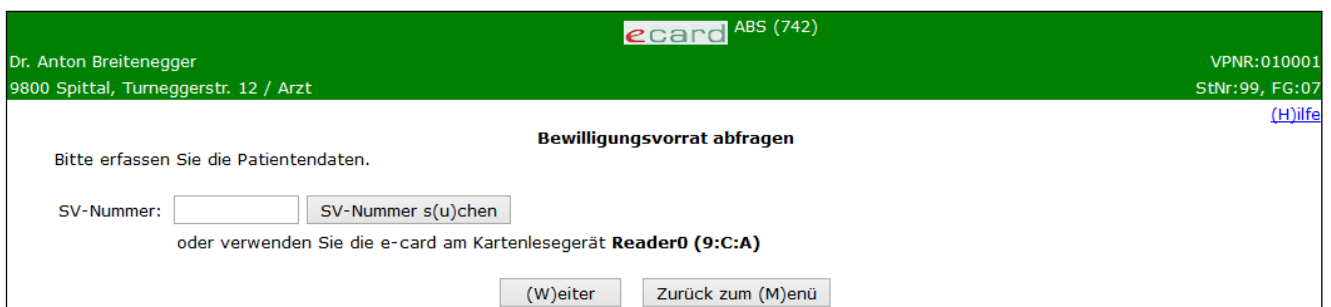 ecard ABS (742)
Dr. Anton Breitenegger VPNR:010001
9800 Spittal, Turneggerstr. 12 / Arzt StNr:99, FG:07
(H)ilfe
Bewilligungsvorrat abfragen
Bitte erfassen Sie die Patientendaten.
SV-Nummer: SV-Nummer s(u)chen
oder verwenden Sie die e-card am Kartenlesegerät Reader0 (9:C:A)
(W)eiter Zurück zum (M)enü